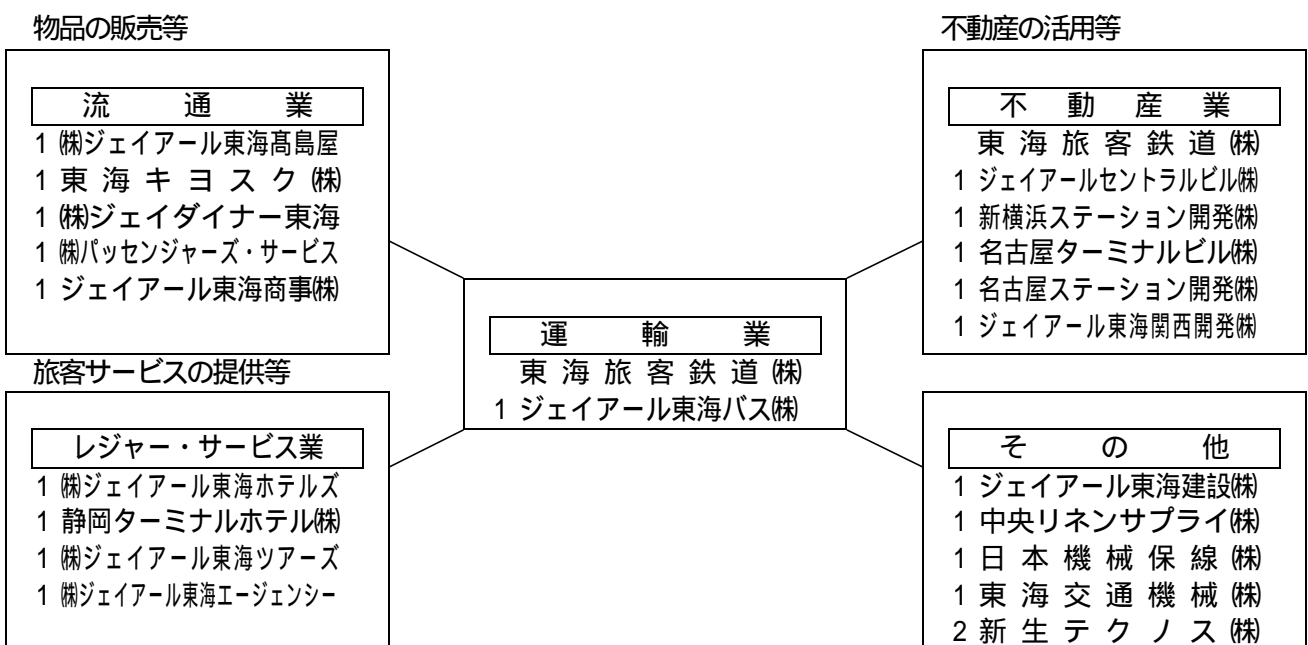 物品の販売等
流通業
1 ㈱ジェイアール東海髙島屋
1 東海キヨスク㈱
1 ㈱ジェイダイナー東海
1 ㈱パッセンジャーズ・サービス
1 ジェイアール東海商事㈱
旅客サービスの提供等
レジャー・サービス業
1 ㈱ジェイアール東海ホテルズ
1 静岡ターミナルホテル㈱
1 ㈱ジェイアール東海ツアーズ
1 ㈱ジェイアール東海エージェンシー
運輸業
東海旅客鉄道㈱
1 ジェイアール東海バス㈱
不動産の活用等
不動産業
東海旅客鉄道㈱
1 ジェイアールセントラルビル㈱
1 新横浜ステーション開発㈱
1 名古屋ターミナルビル㈱
1 名古屋ステーション開発㈱
1 ジェイアール東海関西開発㈱
その他
1 ジェイアール東海建設㈱
1 中央リネンサプライ㈱
1 日本機械保線㈱
1 東海交通機械㈱
2 新生テクノス㈱